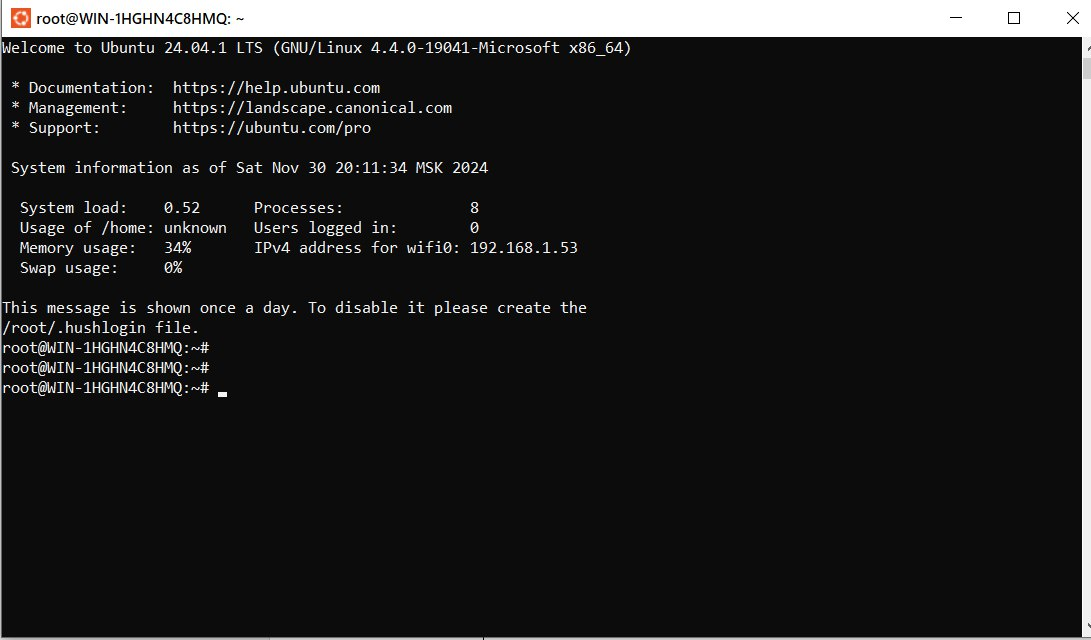 root@WIN-1HGHN4C8HMQ: ~
Welcome to Ubuntu 24.04.1 LTS (GNU/Linux 4.4.0-19041-Microsoft x86_64)
* Documentation:  https://help.ubuntu.com
* Management:     https://landscape.canonical.com
* Support:        https://ubuntu.com/pro
System information as of Sat Nov 30 20:11:34 MSK 2024
System load:    0.52      Processes:              8
Usage of /home: unknown   Users logged in:        0
Memory usage:   34%       IPv4 address for wifi0: 192.168.1.53
Swap usage:     0%
This message is shown once a day. To disable it please create the
/root/.hushlogin file.
root@WIN-1HGHN4C8HMQ:~#
root@WIN-1HGHN4C8HMQ:~#
root@WIN-1HGHN4C8HMQ:~#